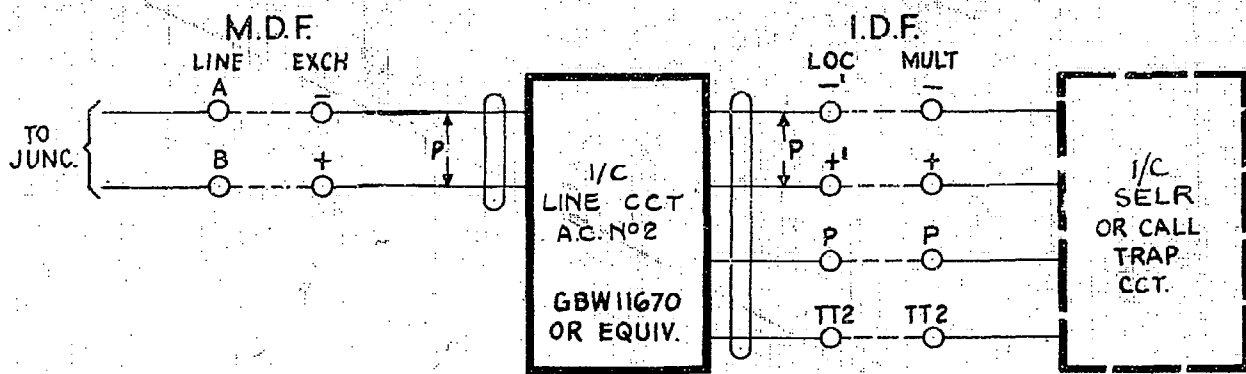 M.D.F.
I.D.F.
LINE EXCH
LOC MULT
A −
−' −
TO
JUNC.
P
P
B +
+' +
I/C
LINE CCT
A.C. Nº2
GBW11670
OR EQUIV.
P P
TT2 TT2
I/C
SELR
OR CALL
TRAP
CCT.